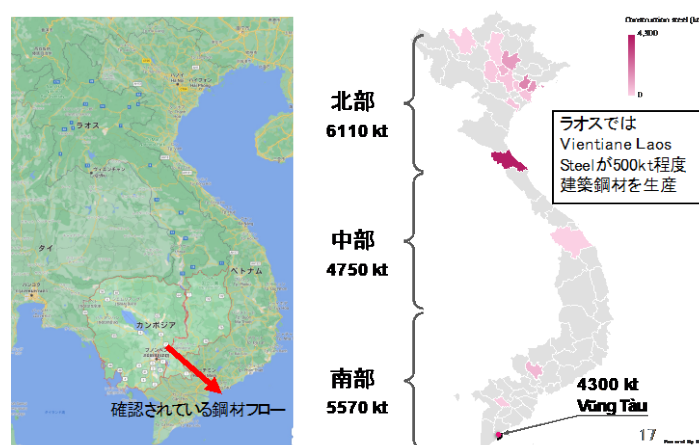 ラオス
タイ
ベトナム
カンボジア
確認されている鋼材フロー
北部
6110 kt
中部
4750 kt
南部
5570 kt
Construction steel
4,300
0
ラオスでは
Vientiane Laos
Steelが500kt程度
建築鋼材を生産
4300 kt
Vũng Tàu
17